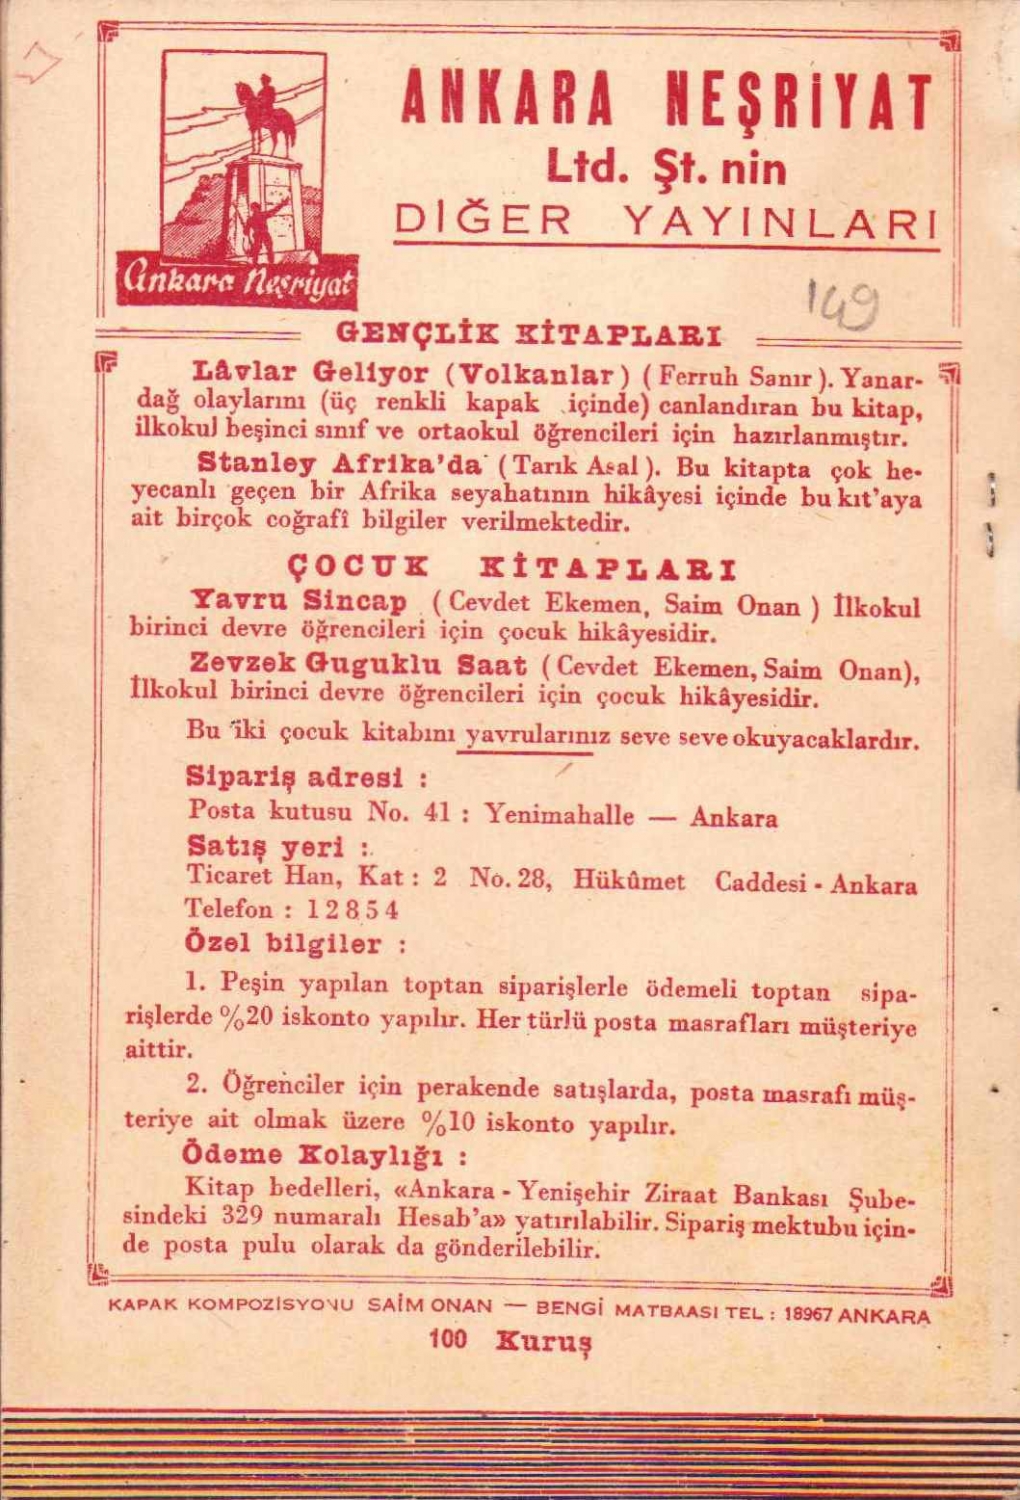 ANKARA NEŞRİYAT
Ltd. Şt. nin
DİĞER YAYINLARI
Ankara Neşriyat
149
GENÇLİK KİTAPLARI
Lâvlar Geliyor (Volkanlar) ( Ferruh Sanır ). Yanar-
dağ olaylarını (üç renkli kapak içinde) canlandıran bu kitap,
ilkokul beşinci sınıf ve ortaokul öğrencileri için hazırlanmıştır.
Stanley Afrika'da (Tarık Asal). Bu kitapta çok he-
yecanlı geçen bir Afrika seyahatının hikâyesi içinde bu kıt'aya
ait birçok coğrafî bilgiler verilmektedir.
ÇOCUK KİTAPLARI
Yavru Sincap ( Cevdet Ekemen, Saim Onan ) İlkokul
birinci devre öğrencileri için çocuk hikâyesidir.
Zevzek Guguklu Saat ( Cevdet Ekemen, Saim Onan),
İlkokul birinci devre öğrencileri için çocuk hikâyesidir.
Bu iki çocuk kitabını yavrularınız seve seve okuyacaklardır.
Sipariş adresi :
Posta kutusu No. 41 : Yenimahalle — Ankara
Satış yeri :
Ticaret Han, Kat : 2 No. 28, Hükûmet Caddesi - Ankara
Telefon : 12854
Özel bilgiler :
1. Peşin yapılan toptan siparişlerle ödemeli toptan sipa-
rişlerde %20 iskonto yapılır. Her türlü posta masrafları müşteriye
aittir.
2. Öğrenciler için perakende satışlarda, posta masrafı müş-
teriye ait olmak üzere %10 iskonto yapılır.
Ödeme Kolaylığı :
Kitap bedelleri, «Ankara - Yenişehir Ziraat Bankası Şube-
sindeki 329 numaralı Hesab'a» yatırılabilir. Sipariş mektubu için-
de posta pulu olarak da gönderilebilir.
KAPAK KOMPOZİSYONU SAİM ONAN — BENGİ MATBAASI TEL : 18967 ANKARA
100 Kuruş